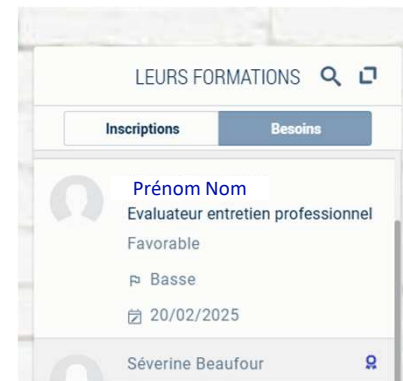 LEURS FORMATIONS
Inscriptions Besoins
Prénom Nom
Evaluateur entretien professionnel
Favorable
Basse
20/02/2025
Séverine Beaufour